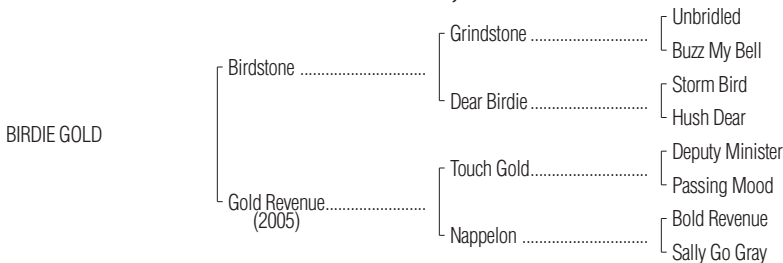 Unbridled
Grindstone ............................
Buzz My Bell
Birdstone ..............................
Storm Bird
Dear Birdie ............................
Hush Dear
BIRDIE GOLD
Deputy Minister
Touch Gold............................
Passing Mood
Gold Revenue........................
(2005)
Bold Revenue
Nappelon ..............................
Sally Go Gray